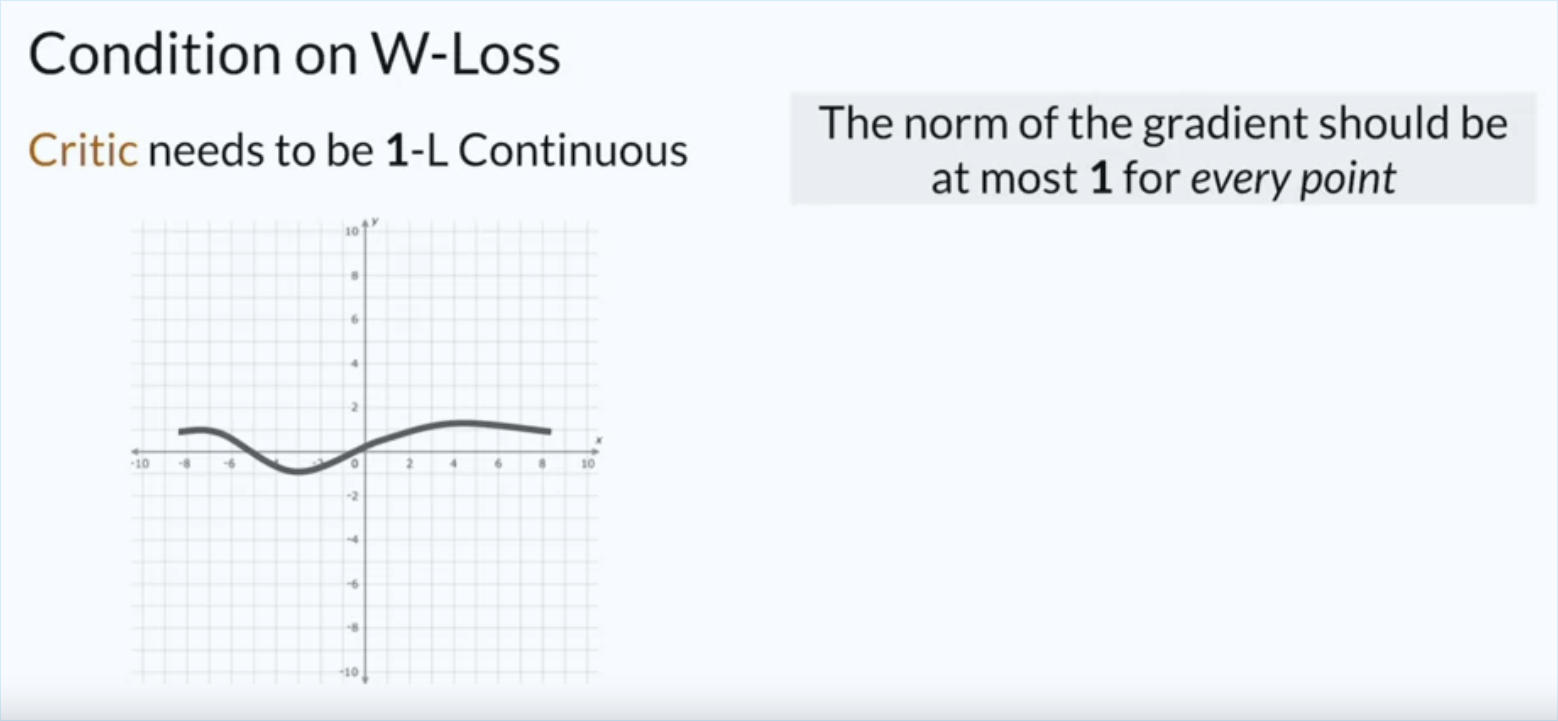 Condition on W-Loss
Critic needs to be 1-L Continuous
The norm of the gradient should be
at most 1 for every point
y
10
8
6
4
2
x
-10 -8 -6 -2 0 2 4 6 8 10
-2
-4
-6
-8
-10